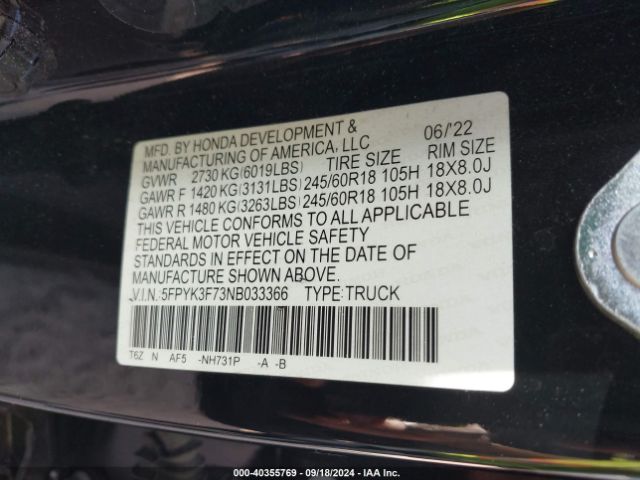 MFD. BY HONDA DEVELOPMENT &
MANUFACTURING OF AMERICA, LLC 06/'22
GVWR 2730 KG(6019LBS) TIRE SIZE RIM SIZE
GAWR F 1420 KG(3131LBS) 245/60R18 105H 18X8.0J
GAWR R 1480 KG(3263LBS) 245/60R18 105H 18X8.0J
THIS VEHICLE CONFORMS TO ALL APPLICABLE
FEDERAL MOTOR VEHICLE SAFETY
STANDARDS IN EFFECT ON THE DATE OF
MANUFACTURE SHOWN ABOVE.
V.I.N.:5FPYK3F73NB033366 TYPE:TRUCK
T6Z N AF5 -NH731P -A -B
000-40355769 - 09/18/2024 - IAA Inc.